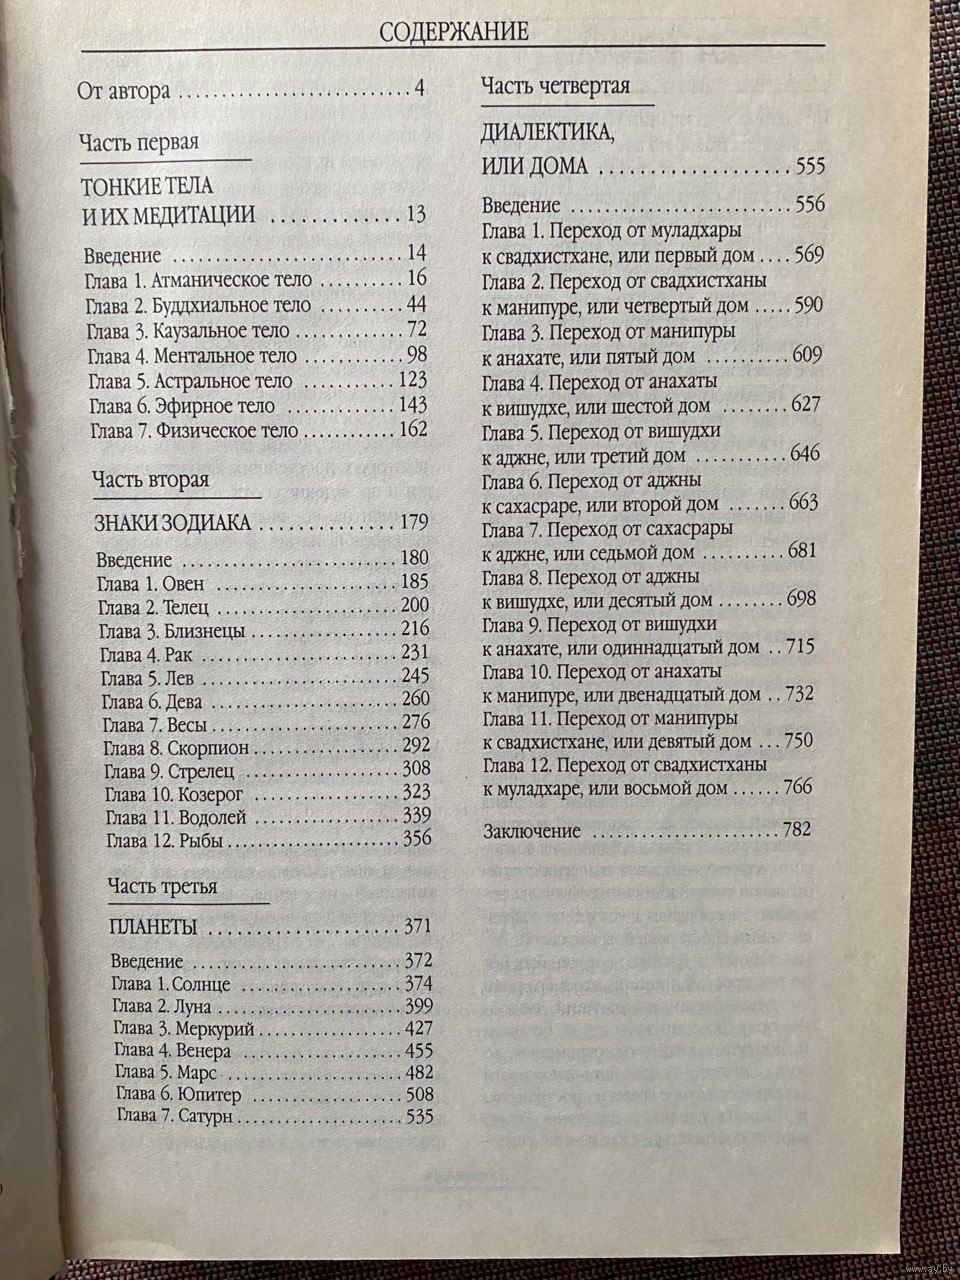 СОДЕРЖАНИЕ
От автора ........................ 4
Часть первая
ТОНКИЕ ТЕЛА
И ИХ МЕДИТАЦИИ ............. 13
Введение ......................... 14
Глава 1. Атманическое тело .......... 16
Глава 2. Буддхиальное тело .......... 44
Глава 3. Каузальное тело ............ 72
Глава 4. Ментальное тело ............ 98
Глава 5. Астральное тело ........... 123
Глава 6. Эфирное тело ............. 143
Глава 7. Физическое тело ........... 162
Часть вторая
ЗНАКИ ЗОДИАКА ............... 179
Введение ......................... 180
Глава 1. Овен ..................... 185
Глава 2. Телец .................... 200
Глава 3. Близнецы ................. 216
Глава 4. Рак ...................... 231
Глава 5. Лев ...................... 245
Глава 6. Дева ..................... 260
Глава 7. Весы ..................... 276
Глава 8. Скорпион ................. 292
Глава 9. Стрелец .................. 308
Глава 10. Козерог ................. 323
Глава 11. Водолей ................. 339
Глава 12. Рыбы .................... 356
Часть третья
ПЛАНЕТЫ ..................... 371
Введение ......................... 372
Глава 1. Солнце ................... 374
Глава 2. Луна ..................... 399
Глава 3. Меркурий ................. 427
Глава 4. Венера ................... 455
Глава 5. Марс ..................... 482
Глава 6. Юпитер ................... 508
Глава 7. Сатурн ................... 535
Часть четвертая
ДИАЛЕКТИКА,
ИЛИ ДОМА ................... 555
Введение ......................... 556
Глава 1. Переход от муладхары
к свадхистхане, или первый дом .... 569
Глава 2. Переход от свадхистханы
к манипуре, или четвертый дом ..... 590
Глава 3. Переход от манипуры
к анахате, или пятый дом .......... 609
Глава 4. Переход от анахаты
к вишудхе, или шестой дом ........ 627
Глава 5. Переход от вишудхи
к аджне, или третий дом .......... 646
Глава 6. Переход от аджны
к сахасраре, или второй дом ....... 663
Глава 7. Переход от сахасрары
к аджне, или седьмой дом ......... 681
Глава 8. Переход от аджны
к вишудхе, или десятый дом ........ 698
Глава 9. Переход от вишудхи
к анахате, или одиннадцатый дом .. 715
Глава 10. Переход от анахаты
к манипуре, или двенадцатый дом .. 732
Глава 11. Переход от манипуры
к свадхистхане, или девятый дом ... 750
Глава 12. Переход от свадхистханы
к муладхаре, или восьмой дом ...... 766
Заключение ...................... 782
www.ay.by